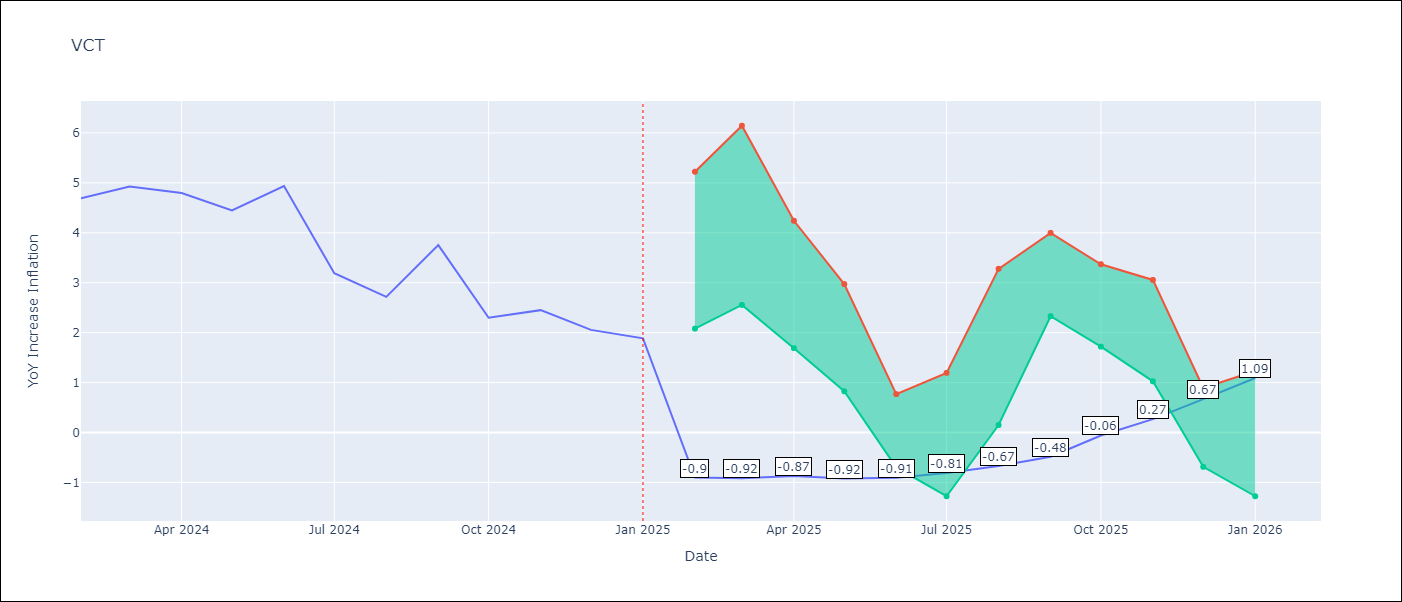 VCT
YoY Increase Inflation
6
5
4
3
2
1
0
−1
-0.9
-0.92
-0.87
-0.92
-0.91
-0.81
-0.67
-0.48
-0.06
0.27
0.67
1.09
Apr 2024
Jul 2024
Oct 2024
Jan 2025
Apr 2025
Jul 2025
Oct 2025
Jan 2026
Date